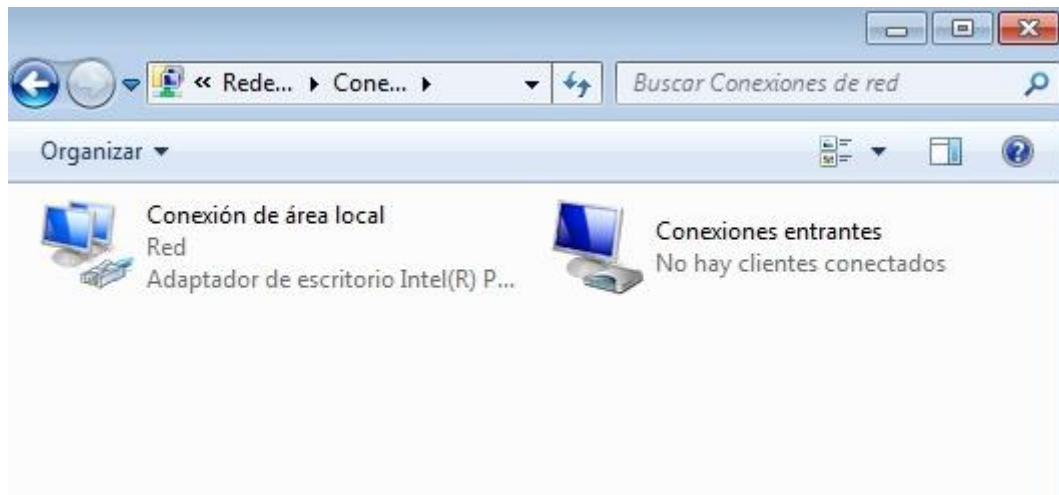 « Rede... ▸ Cone... ▸
Buscar Conexiones de red
Organizar
Conexión de área local
Red
Adaptador de escritorio Intel(R) P...
Conexiones entrantes
No hay clientes conectados